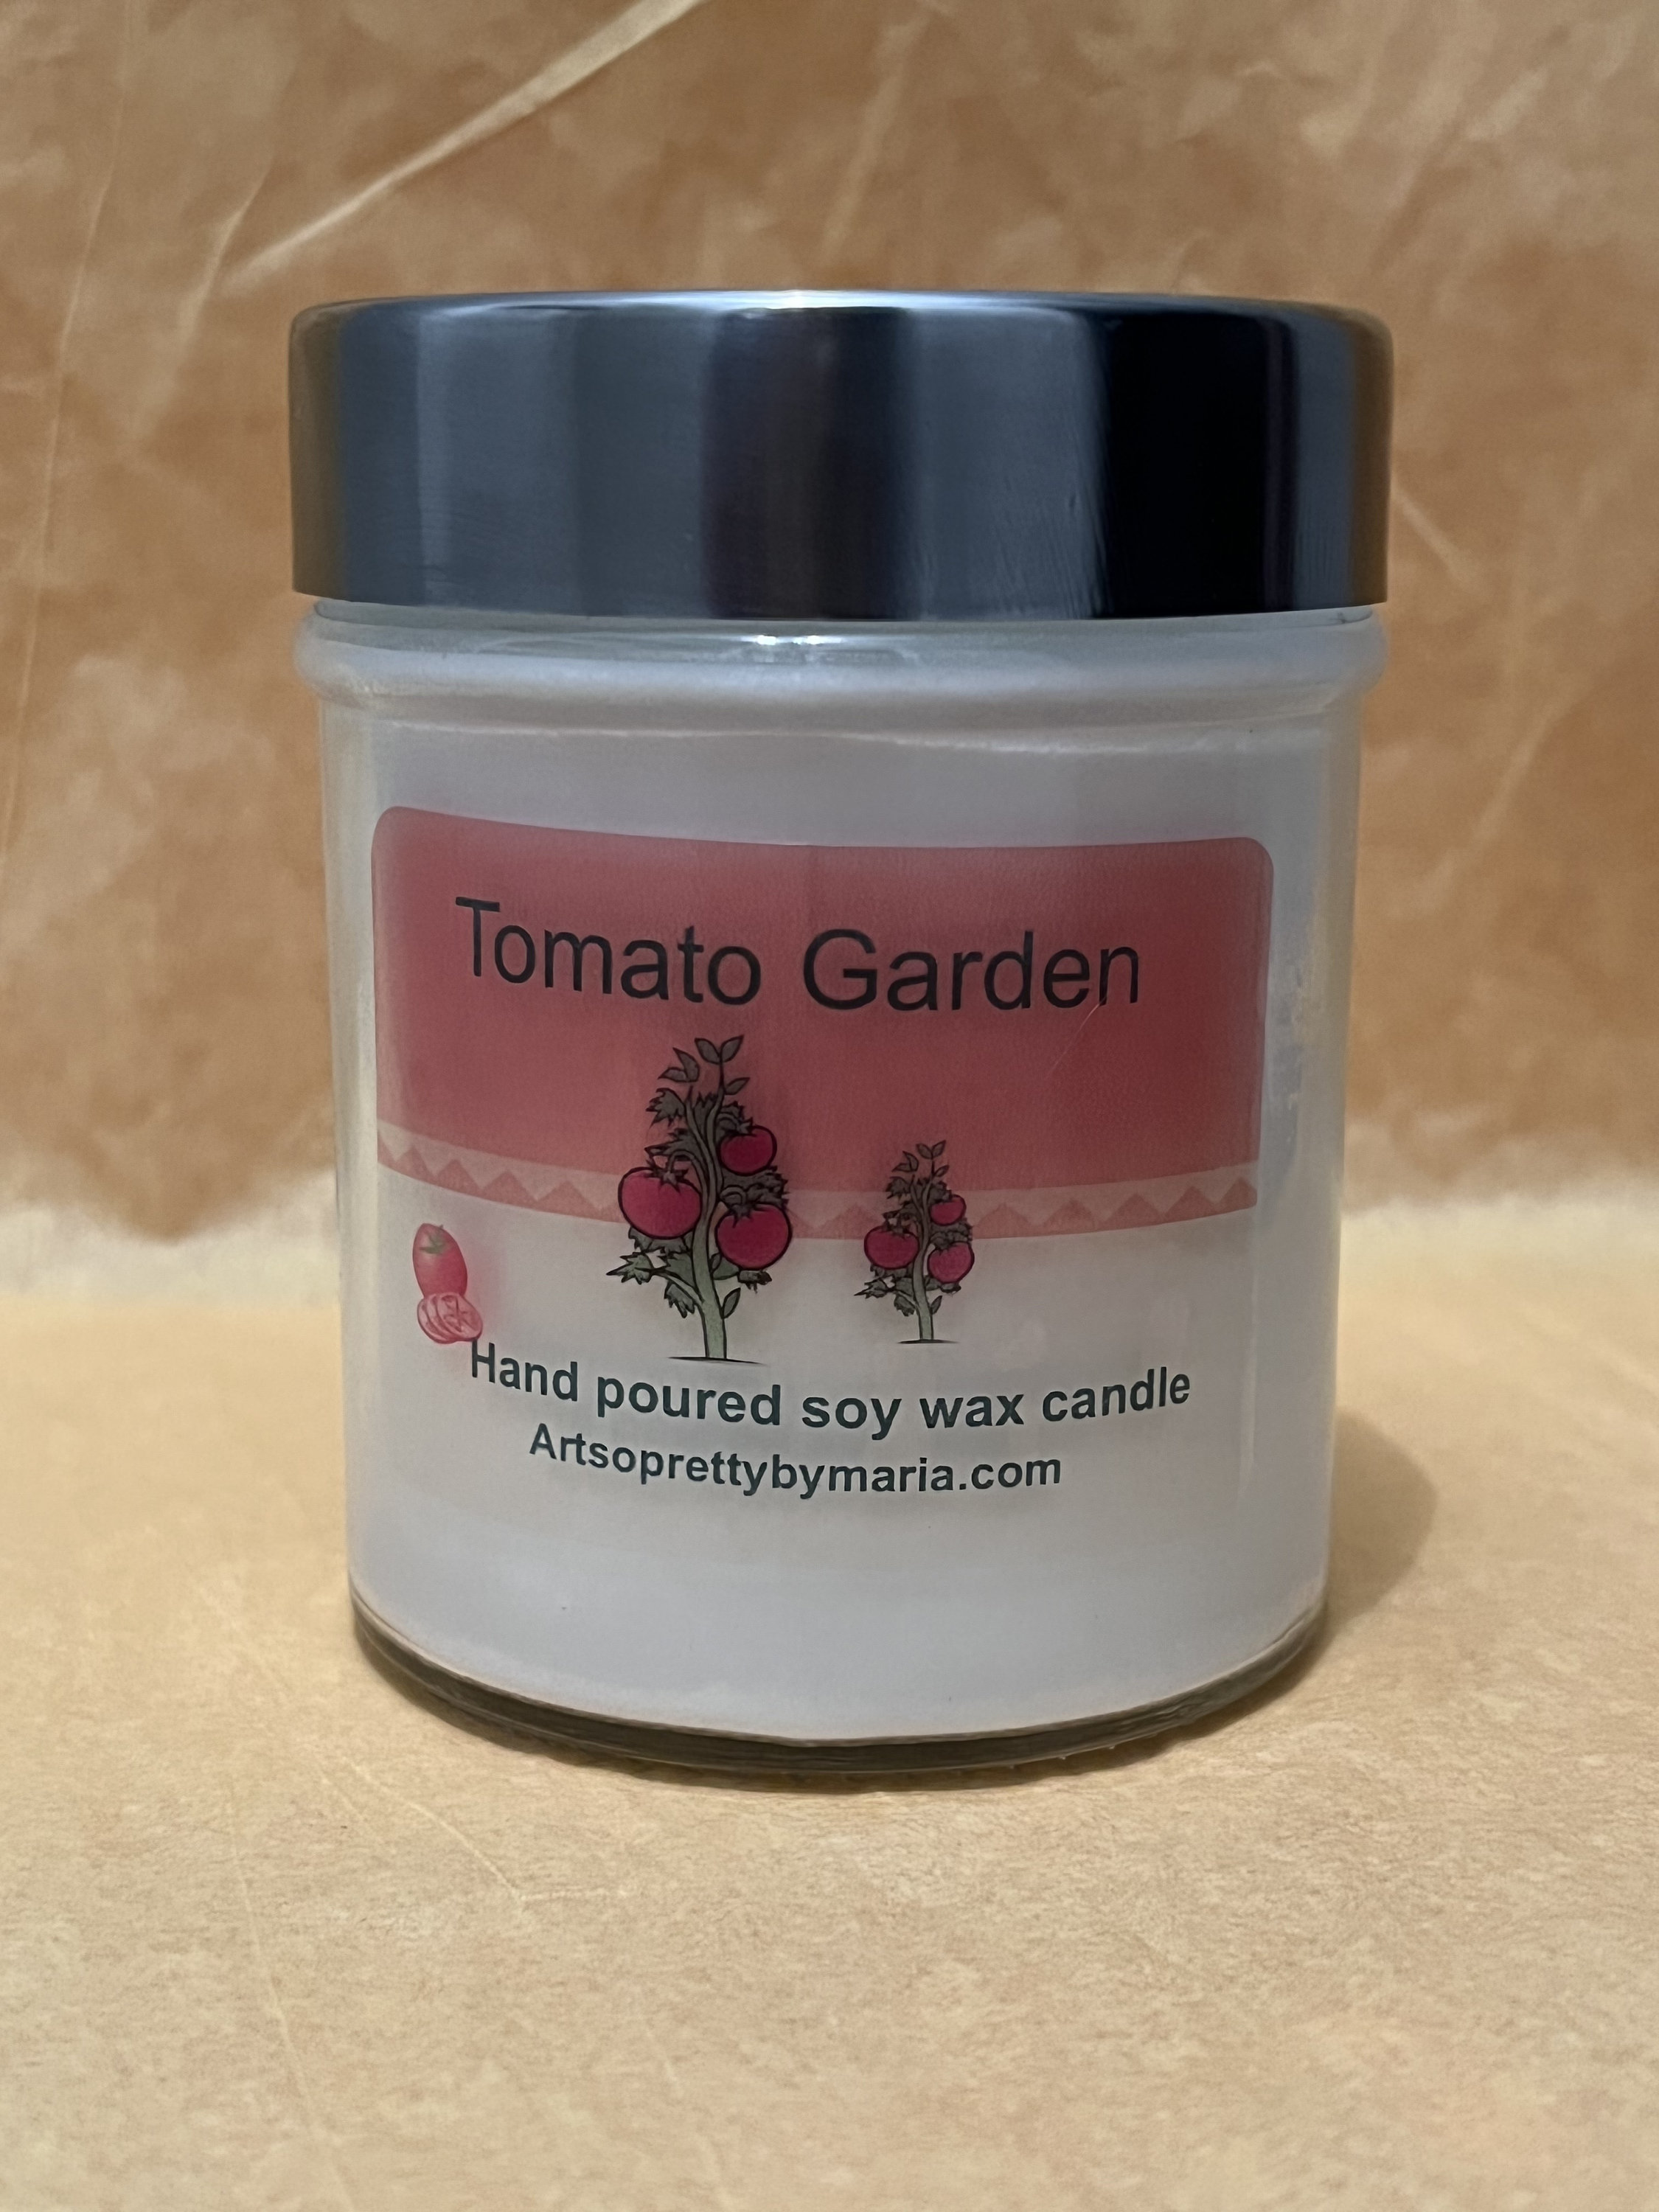 Tomato Garden
Hand poured soy wax candle
Artsoprettybymaria.com